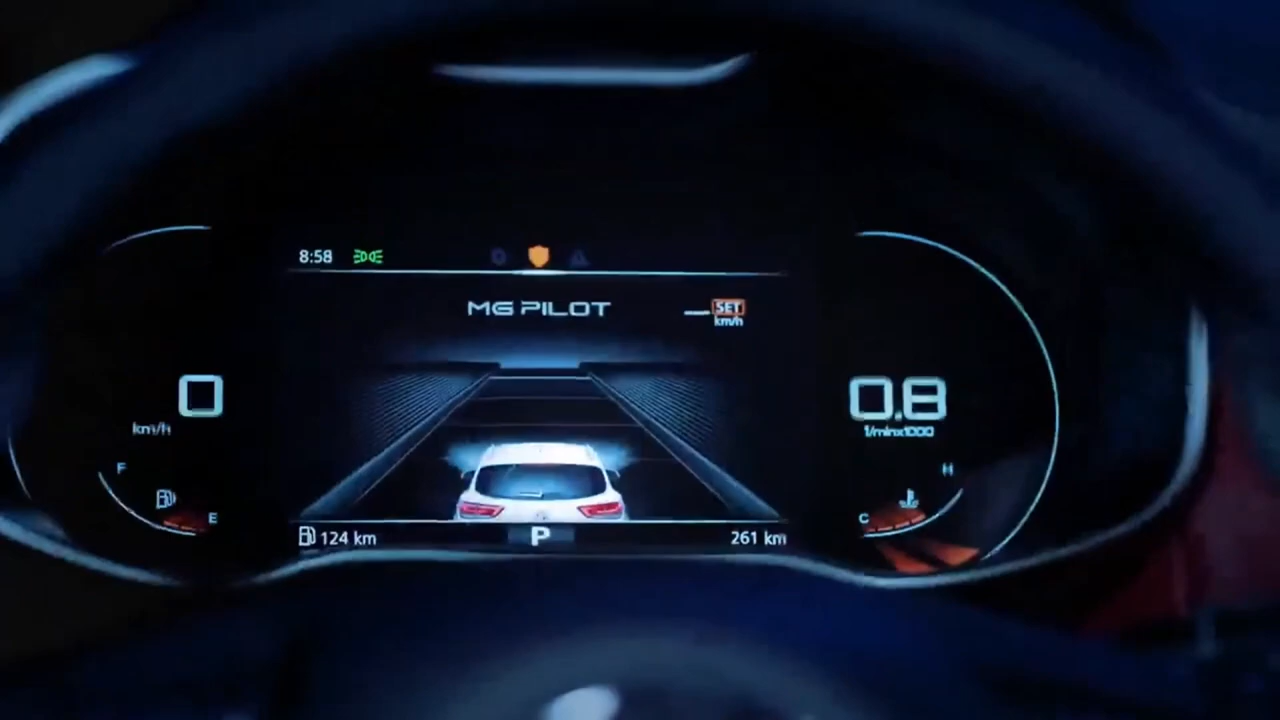 8:58
MG PILOT
SET
km/h
0
km/h
0.8
1/minx1000
F
E
H
C
124 km
P
261 km